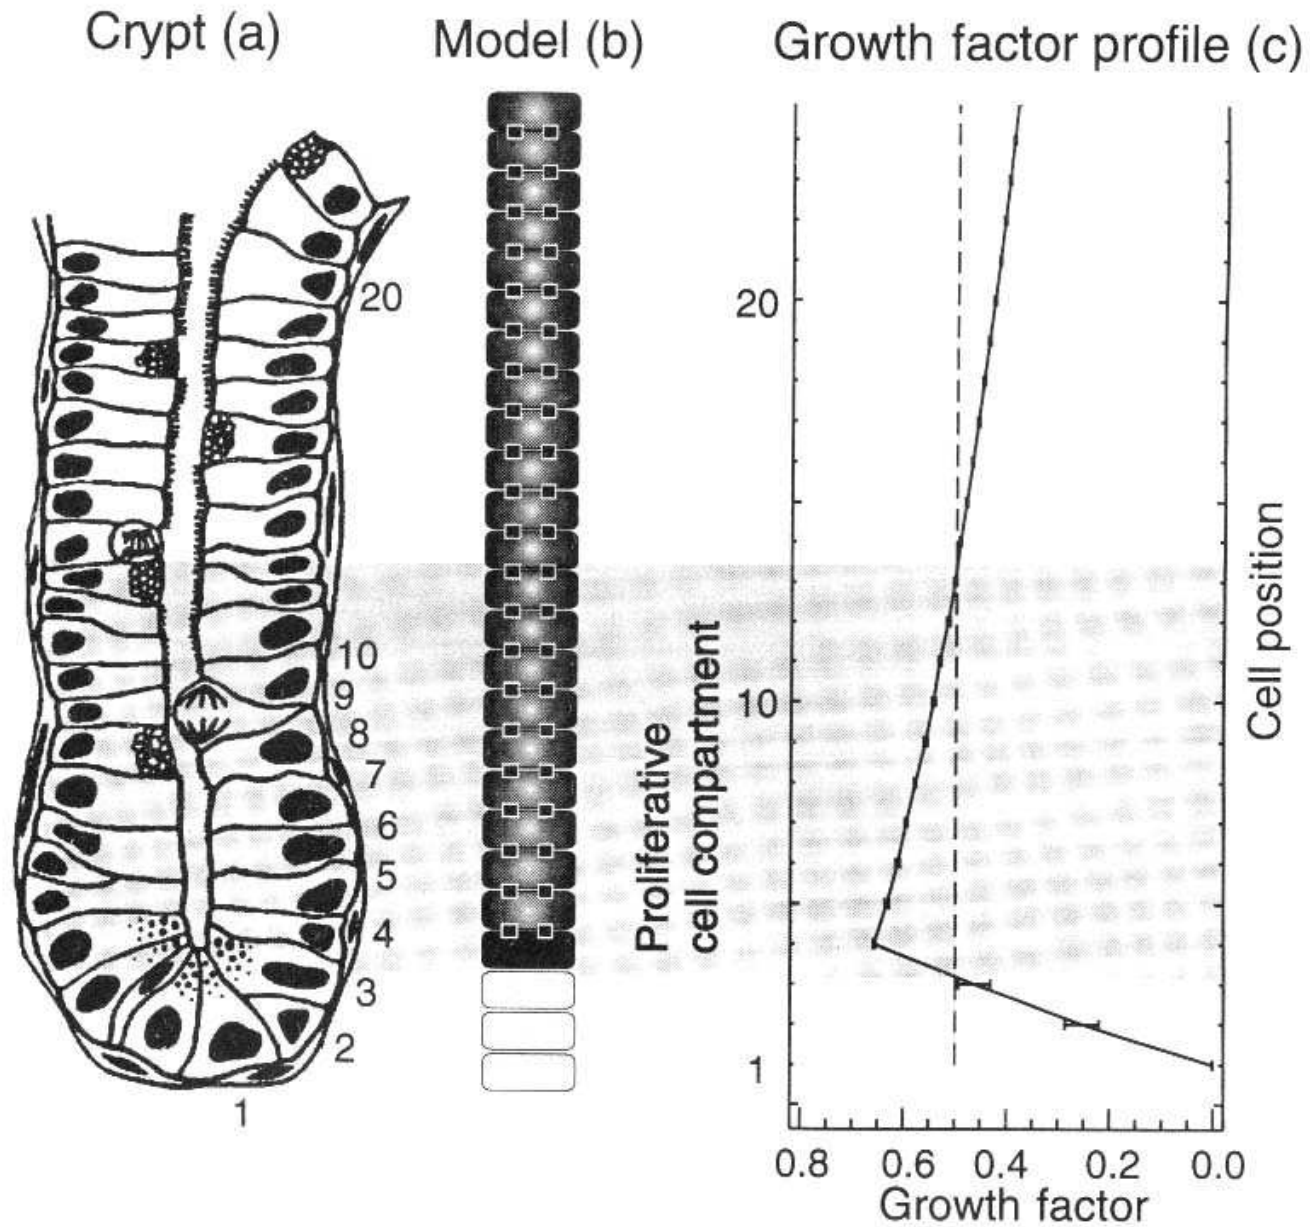 Crypt (a)
Model (b)
Growth factor profile (c)
20
10
9
8
7
6
5
4
3
2
1
Proliferative
cell compartment
20
10
1
Cell position
0.8 0.6 0.4 0.2 0.0
Growth factor